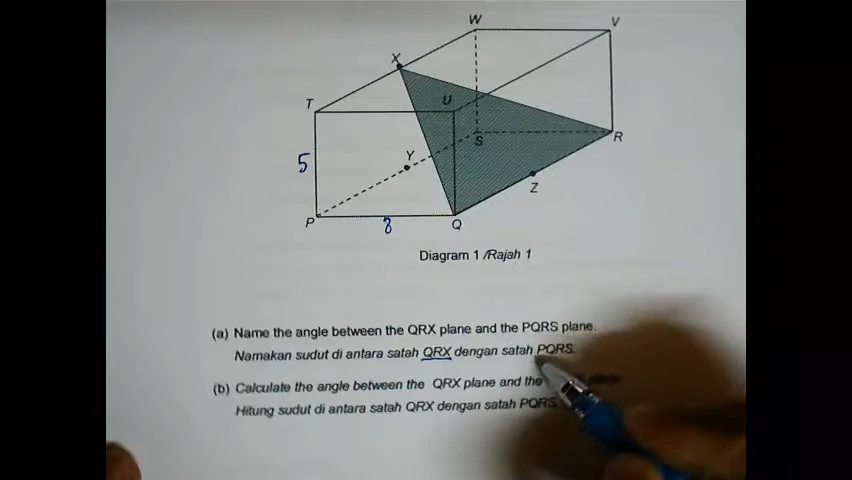 W
V
X
T
U
S
R
5
Y
Z
P
8
Q
Diagram 1 /Rajah 1
(a) Name the angle between the QRX plane and the PQRS plane.
Namakan sudut di antara satah QRX dengan satah PQRS.
(b) Calculate the angle between the QRX plane and the
Hitung sudut di antara satah QRX dengan satah PQRS.